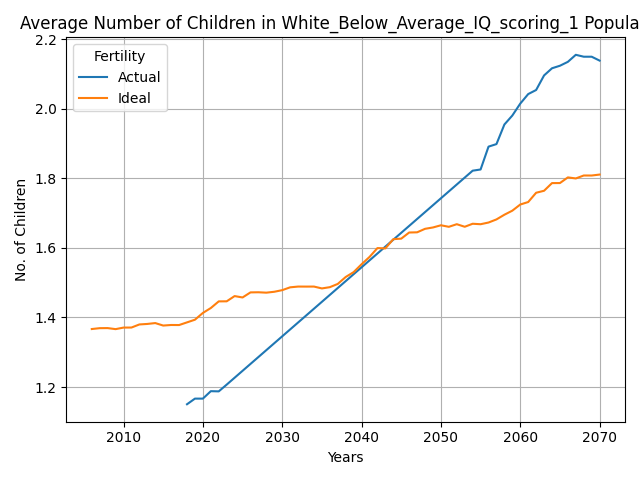 Average Number of Children in White_Below_Average_IQ_scoring_1 Popula
2.2
2.0
1.8
1.6
1.4
1.2
No. of Children
Fertility
Actual
Ideal
2010 2020 2030 2040 2050 2060 2070
Years